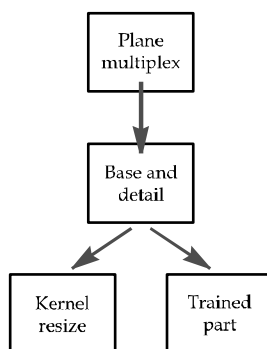 Plane
multiplex
Base and
detail
Kernel
resize
Trained
part